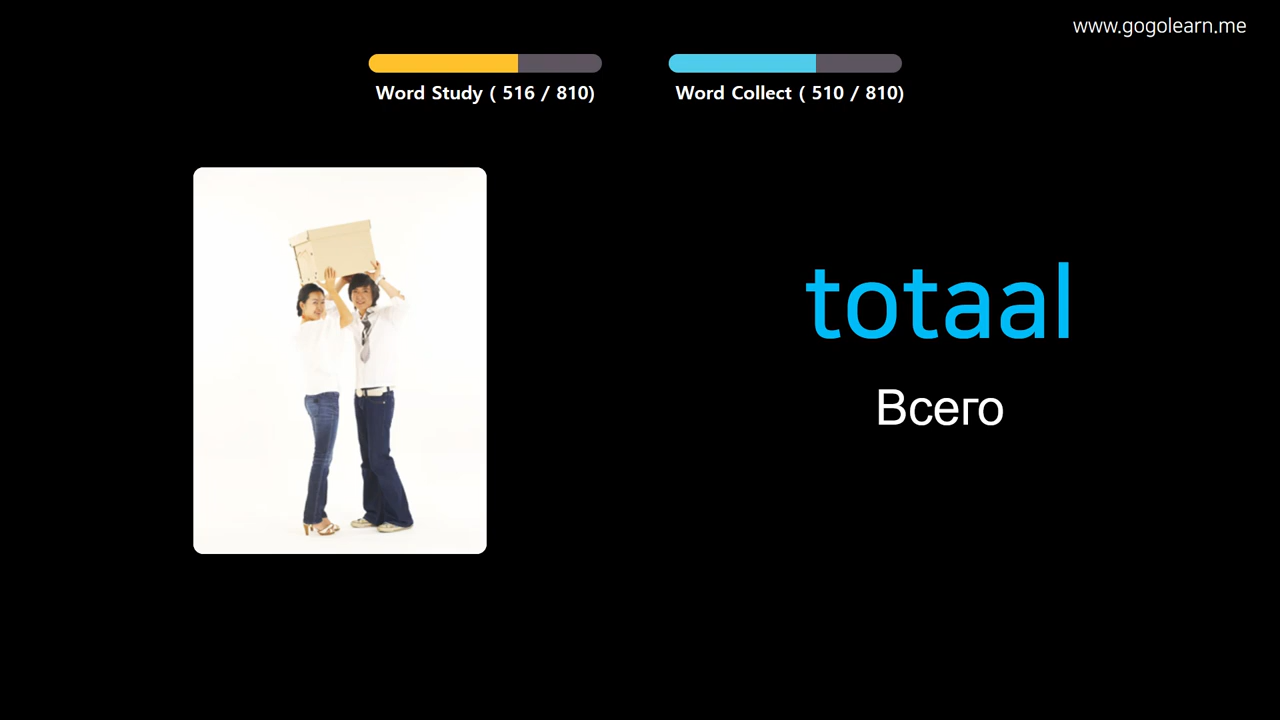 www.gogolearn.me
Word Study ( 516 / 810)
Word Collect ( 510 / 810)
totaal
Всего